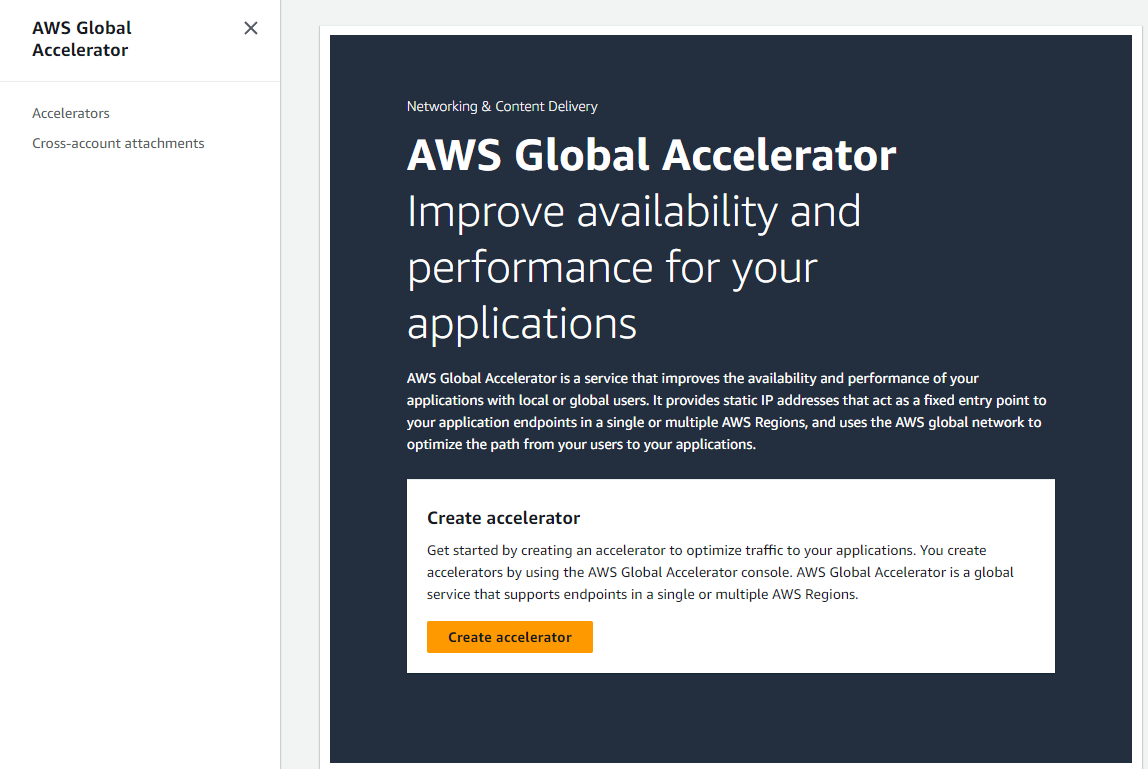 AWS Global
Accelerator
Accelerators
Cross-account attachments
Networking & Content Delivery
AWS Global Accelerator
Improve availability and
performance for your
applications
AWS Global Accelerator is a service that improves the availability and performance of your
applications with local or global users. It provides static IP addresses that act as a fixed entry point to
your application endpoints in a single or multiple AWS Regions, and uses the AWS global network to
optimize the path from your users to your applications.
Create accelerator
Get started by creating an accelerator to optimize traffic to your applications. You create
accelerators by using the AWS Global Accelerator console. AWS Global Accelerator is a global
service that supports endpoints in a single or multiple AWS Regions.
Create accelerator